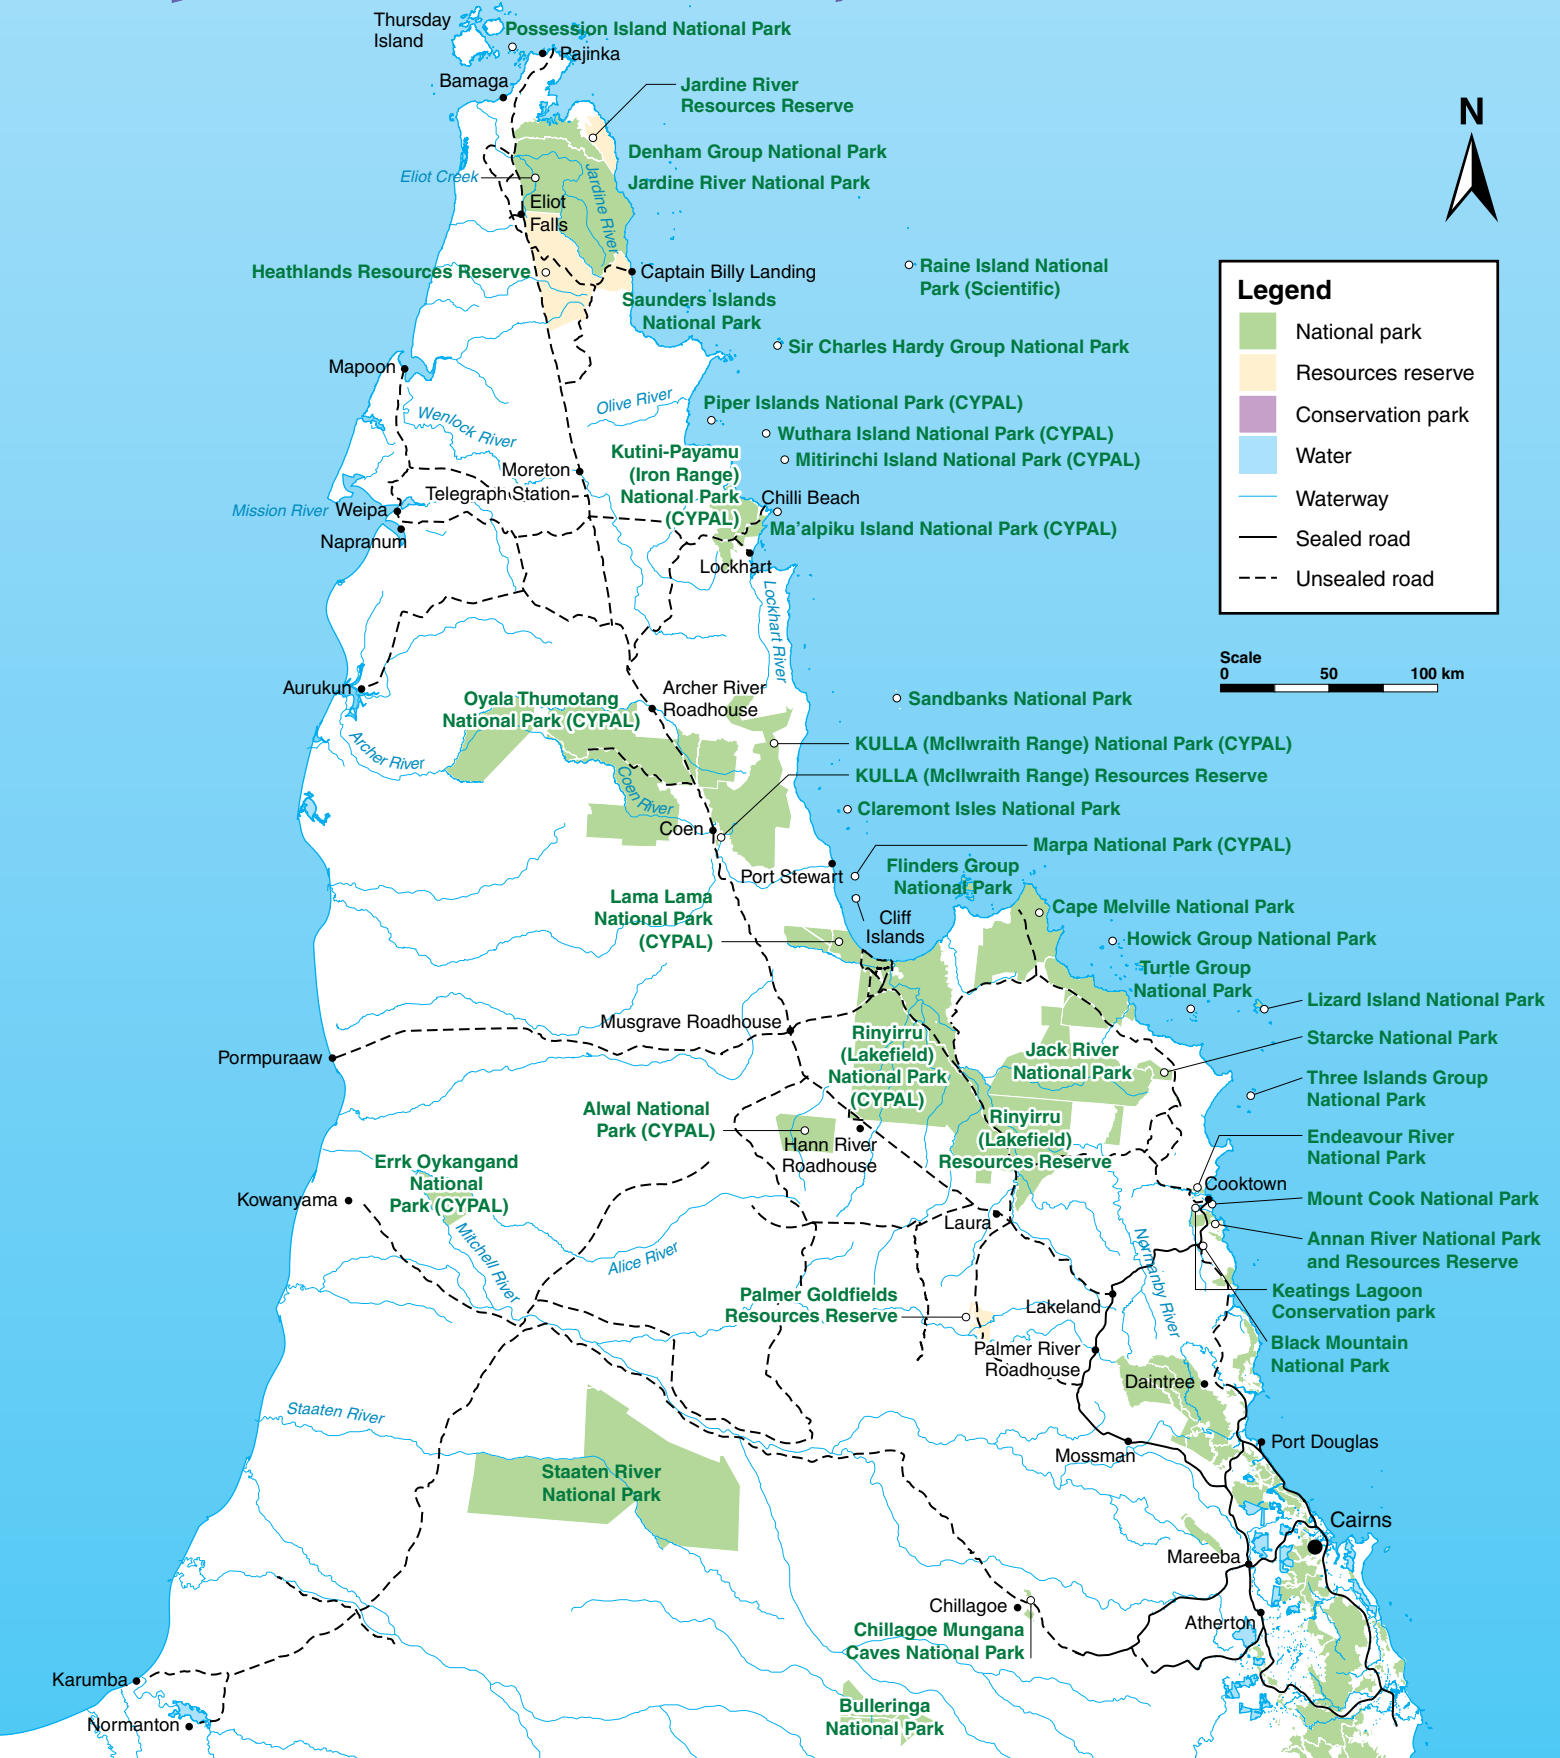 Thursday
Island
Possession Island National Park
Pajinka
Bamaga
Jardine River
Resources Reserve
N
Denham Group National Park
Eliot Creek
Jardine River National Park
Jardine River
Eliot
Falls
Heathlands Resources Reserve
Captain Billy Landing
Raine Island National
Park (Scientific)
Saunders Islands
National Park
Legend
National park
Resources reserve
Conservation park
Water
Waterway
Sealed road
Unsealed road
Scale
0 50 100 km
Sir Charles Hardy Group National Park
Mapoon
Olive River
Piper Islands National Park (CYPAL)
Wenlock River
Wuthara Island National Park (CYPAL)
Kutini-Payamu
(Iron Range)
National Park
(CYPAL)
Mitirinchi Island National Park (CYPAL)
Moreton
Telegraph Station
Chilli Beach
Mission River
Weipa
Ma'alpiku Island National Park (CYPAL)
Napranum
Lockhart
Lockhart River
Aurukun
Archer River
Roadhouse
Oyala Thumotang
National Park (CYPAL)
Sandbanks National Park
Archer River
KULLA (McIlwraith Range) National Park (CYPAL)
KULLA (McIlwraith Range) Resources Reserve
Coen River
Claremont Isles National Park
Coen
Marpa National Park (CYPAL)
Port Stewart
Flinders Group
National Park
Lama Lama
National Park
(CYPAL)
Cliff
Islands
Cape Melville National Park
Howick Group National Park
Turtle Group
National Park
Lizard Island National Park
Musgrave Roadhouse
Starcke National Park
Pormpuraaw
Rinyirru
(Lakefield)
National Park
(CYPAL)
Jack River
National Park
Three Islands Group
National Park
Alwal National
Park (CYPAL)
Rinyirru
(Lakefield)
Resources Reserve
Hann River
Roadhouse
Endeavour River
National Park
Errk Oykangand
National
Park (CYPAL)
Cooktown
Kowanyama
Mount Cook National Park
Laura
Mitchell River
Alice River
Normanby River
Annan River National Park
and Resources Reserve
Keatings Lagoon
Conservation park
Palmer Goldfields
Resources Reserve
Lakeland
Black Mountain
National Park
Palmer River
Roadhouse
Daintree
Staaten River
Port Douglas
Mossman
Staaten River
National Park
Cairns
Mareeba
Chillagoe
Atherton
Chillagoe Mungana
Caves National Park
Karumba
Bulleringa
National Park
Normanton